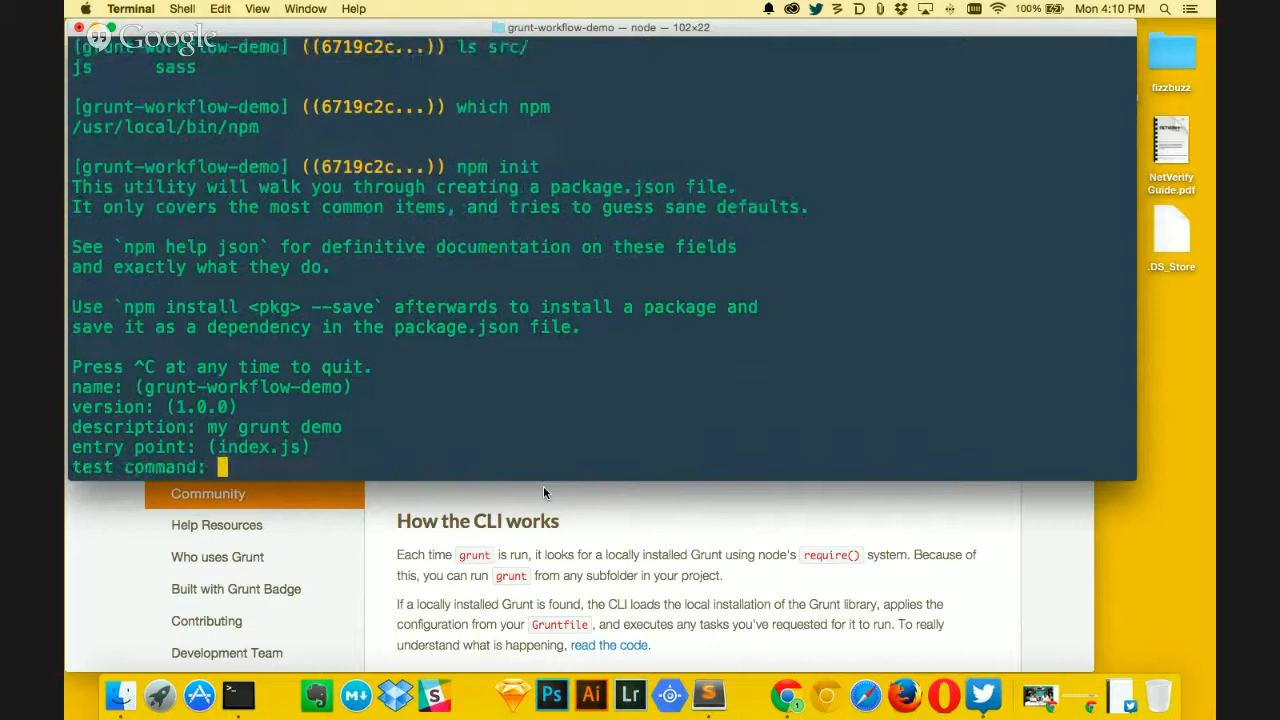 Terminal Shell Edit View Window Help
100% Mon 4:10 PM
grunt-workflow-demo — node — 102×22
Google
[grunt-workflow-demo] ((6719c2c...)) ls src/
js sass
[grunt-workflow-demo] ((6719c2c...)) which npm
/usr/local/bin/npm
[grunt-workflow-demo] ((6719c2c...)) npm init
This utility will walk you through creating a package.json file.
It only covers the most common items, and tries to guess sane defaults.
See `npm help json` for definitive documentation on these fields
and exactly what they do.
Use `npm install <pkg> --save` afterwards to install a package and
save it as a dependency in the package.json file.
Press ^C at any time to quit.
name: (grunt-workflow-demo)
version: (1.0.0)
description: my grunt demo
entry point: (index.js)
test command:
fizzbuzz
NetVerify
Guide.pdf
.DS_Store
Community
Help Resources
Who uses Grunt
Built with Grunt Badge
Contributing
Development Team
How the CLI works
Each time grunt is run, it looks for a locally installed Grunt using node's require() system. Because of
this, you can run grunt from any subfolder in your project.
If a locally installed Grunt is found, the CLI loads the local installation of the Grunt library, applies the
configuration from your Gruntfile, and executes any tasks you've requested for it to run. To really
understand what is happening, read the code.
Ps Ai Lr